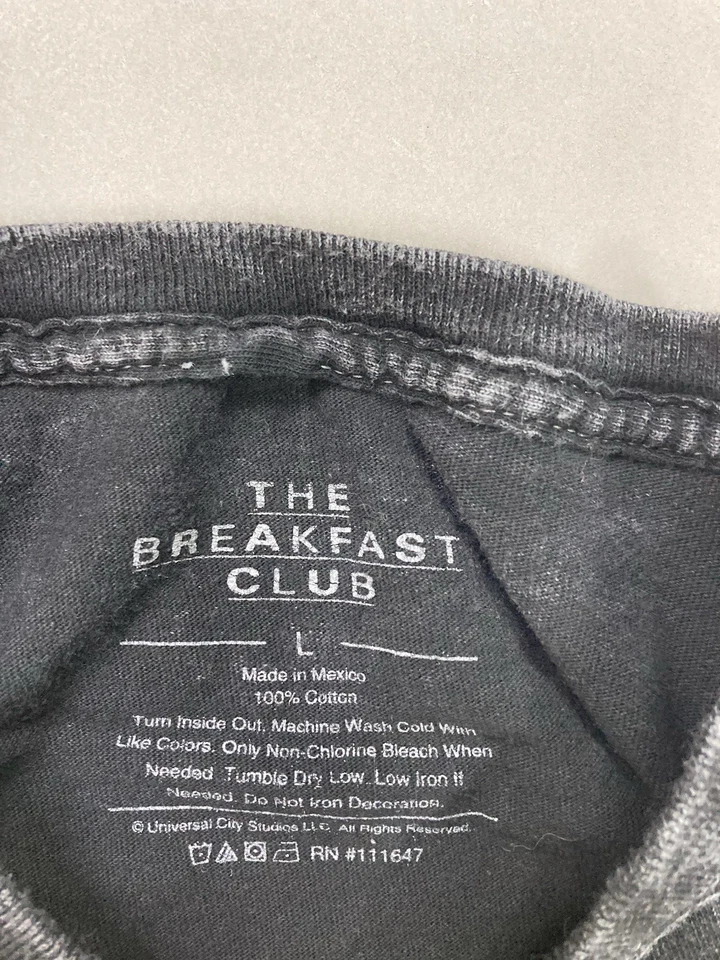 THE
BREAKFAST
CLUB
L
Made in Mexico
100% Cotton
Turn Inside Out. Machine Wash Cold With
Like Colors. Only Non-Chlorine Bleach When
Needed. Tumble Dry Low. Low Iron If
Needed. Do Not Iron Decoration.
© Universal City Studios LLC. All Rights Reserved.
RN #111647